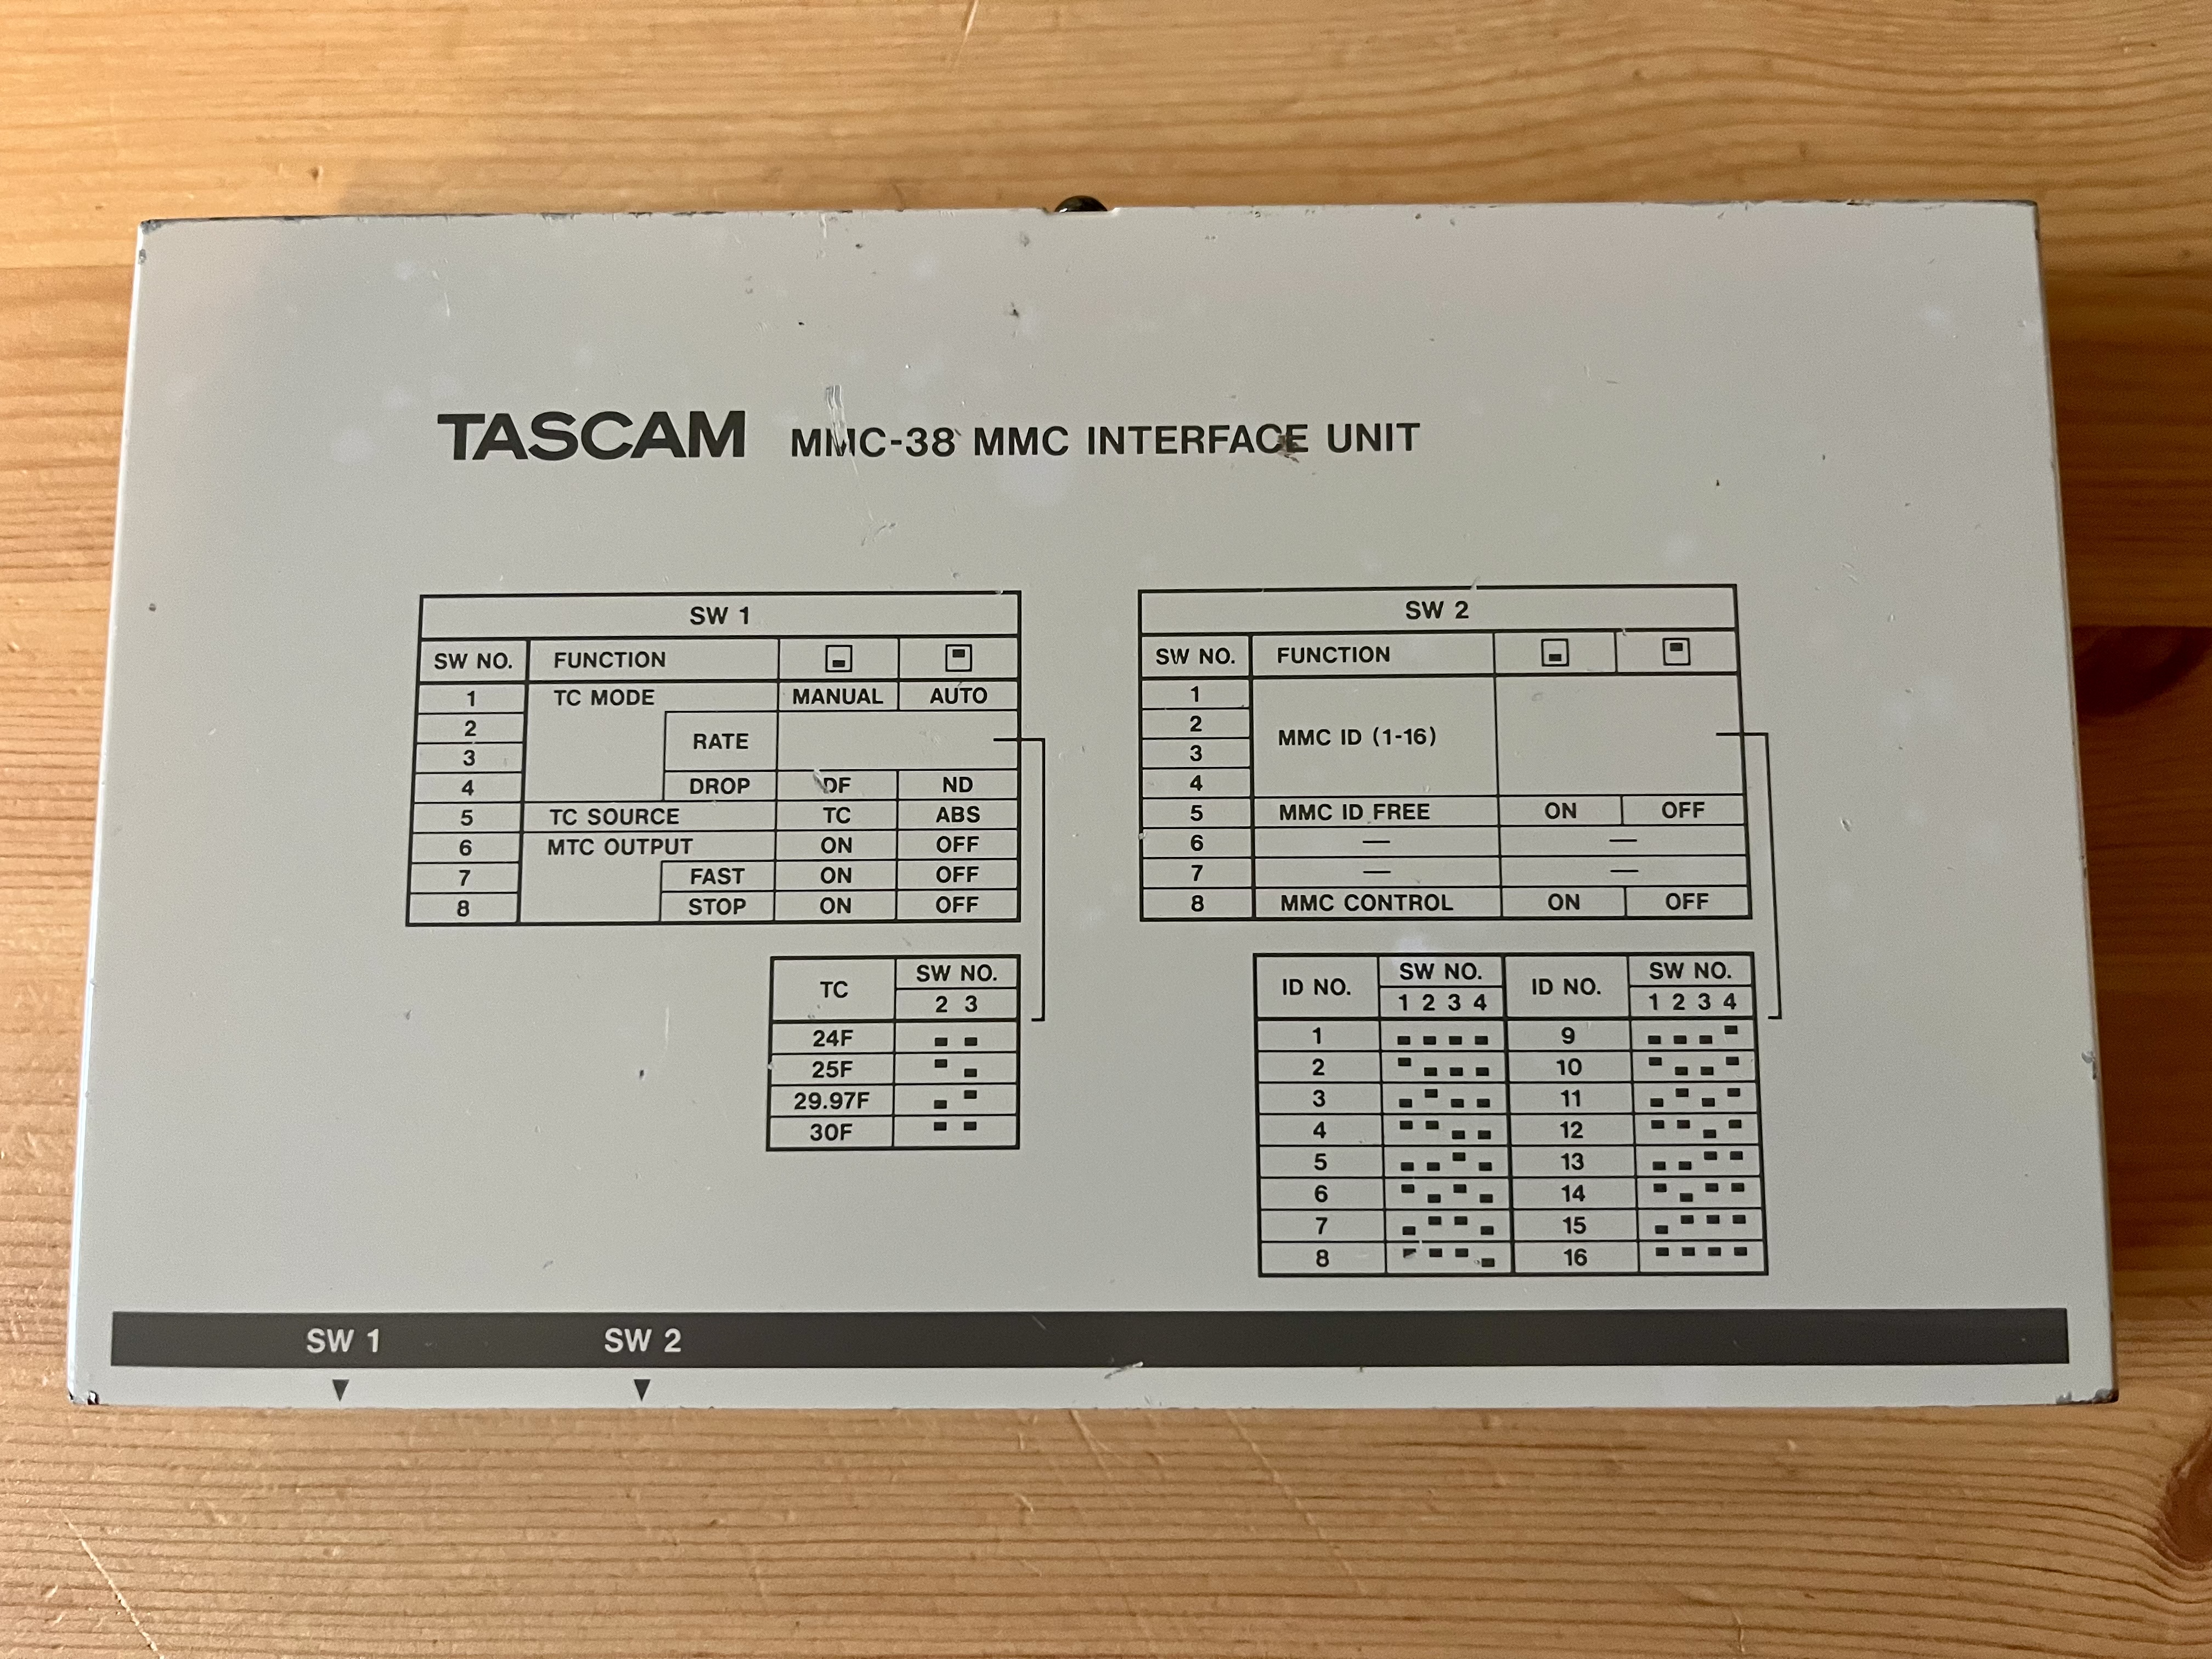 TASCAM MMC-38 MMC INTERFACE UNIT
SW 1
SW NO. FUNCTION
1 TC MODE MANUAL AUTO
2
RATE
3
4 DROP DF ND
5 TC SOURCE TC ABS
6 MTC OUTPUT ON OFF
7 FAST ON OFF
8 STOP ON OFF
TC SW NO.
2 3
24F
25F
29.97F
30F
SW 2
SW NO. FUNCTION
1
2
MMC ID (1-16)
3
4
5 MMC ID FREE ON OFF
6 — —
7 — —
8 MMC CONTROL ON OFF
ID NO. SW NO. ID NO. SW NO.
1 2 3 4 1 2 3 4
1 9
2 10
3 11
4 12
5 13
6 14
7 15
8 16
SW 1 SW 2